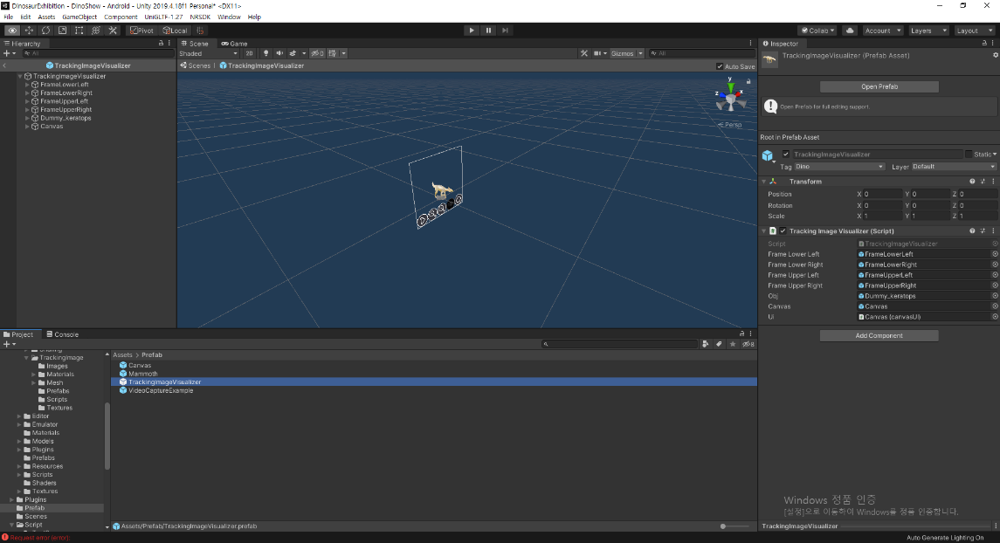 DinosaurExhibition - DinoShow - Android - Unity 2019.4.18f1 Personal* <DX11>
File Edit Assets GameObject Component UniGLTF-1.27 NRSDK Window Help
Pivot Local Collab Account Layers Layout
Hierarchy
All
TrackingImageVisualizer
TrackingImageVisualizer
FrameLowerLeft
FrameLowerRight
FrameUpperLeft
FrameUpperRight
Dummy_keratops
Canvas
Scene Game
Shaded 2D 0 Gizmos All
Scenes TrackingImageVisualizer Auto Save
y
z x
Persp
Inspector
TrackingImageVisualizer (Prefab Asset)
Open Prefab
Open Prefab for full editing support.
Root in Prefab Asset
TrackingImageVisualizer Static
Tag Dino Layer Default
Transform
Position X 0 Y 0 Z 0
Rotation X 0 Y 0 Z 0
Scale X 1 Y 1 Z 1
Tracking Image Visualizer (Script)
Script TrackingImageVisualizer
Frame Lower Left FrameLowerLeft
Frame Lower Right FrameLowerRight
Frame Upper Left FrameUpperLeft
Frame Upper Right FrameUpperRight
Obj Dummy_keratops
Canvas Canvas
Ui Canvas (canvasUI)
Add Component
Project Console
8
TrackingImage
Images
Materials
Mesh
Prefabs
Scripts
Textures
Editor
Emulator
Materials
Models
Plugins
Prefabs
Resources
Scripts
Shaders
Textures
Plugins
Prefab
Scenes
Script
Assets > Prefab
Canvas
Mammoth
TrackingImageVisualizer
VideoCaptureExample
Assets/Prefab/TrackingImageVisualizer.prefab
Windows 정품 인증
[설정]으로 이동하여 Windows를 정품 인증합니다.
TrackingImageVisualizer
Request error (error):
Auto Generate Lighting On